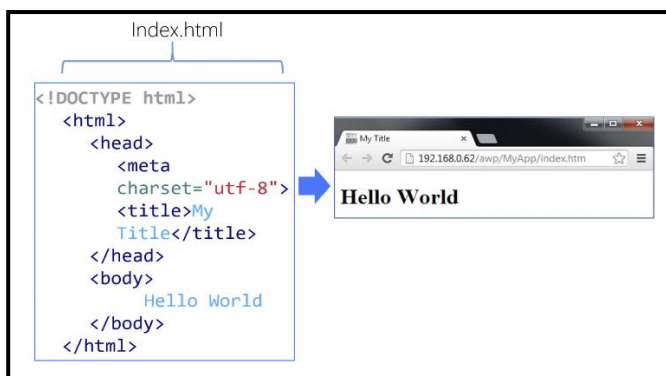 Index.html
<!DOCTYPE html>
<html>
<head>
<meta
charset="utf-8">
<title>My
Title</title>
</head>
<body>
Hello World
</body>
</html>
My Title
192.168.0.62/awp/MyApp/index.htm
Hello World